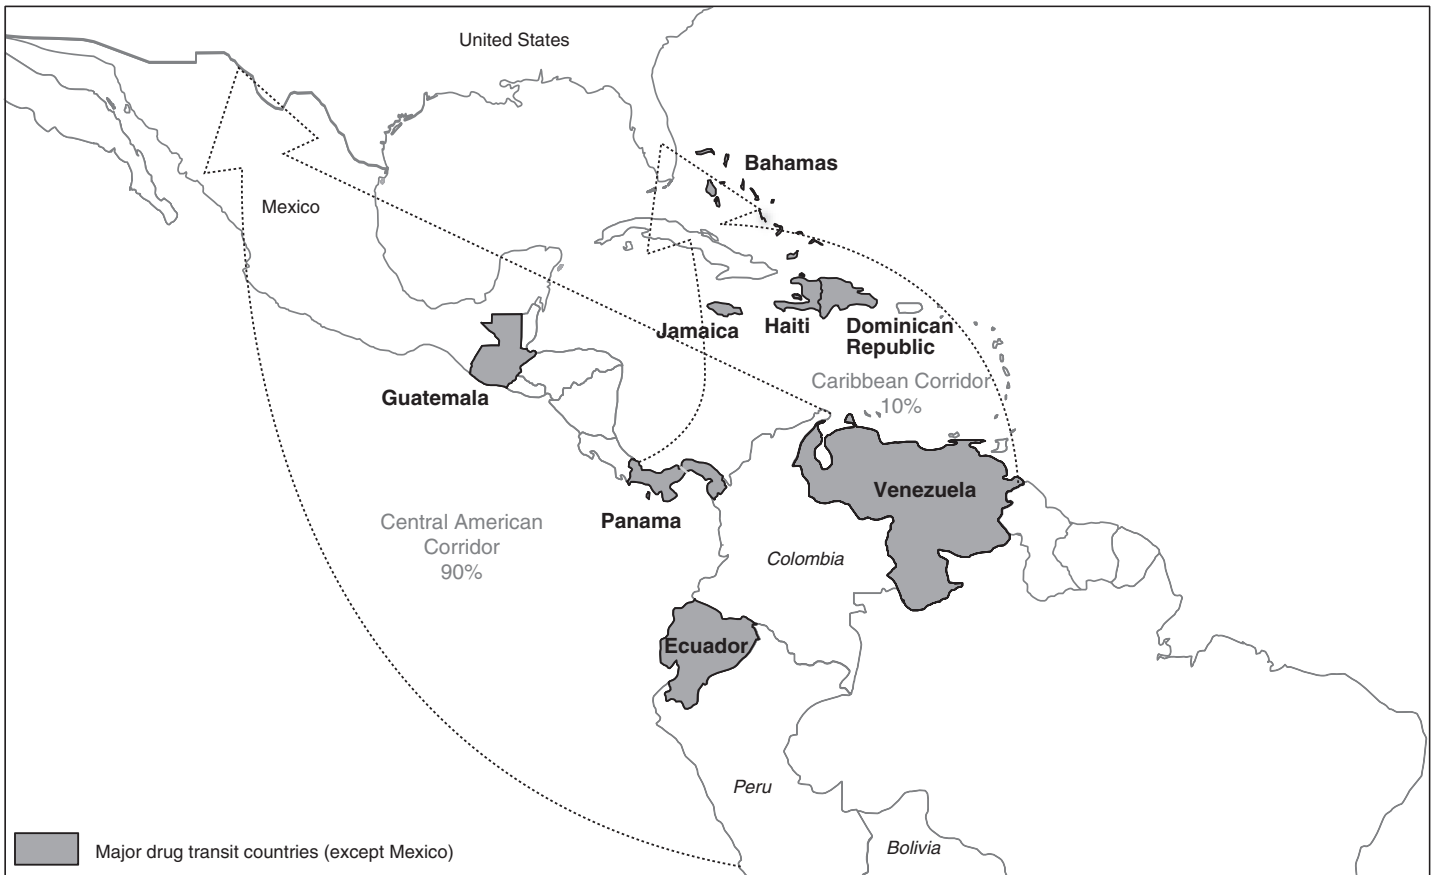 United States
Bahamas
Mexico
Jamaica
Haiti
Dominican
Republic
Guatemala
Caribbean Corridor
10%
Venezuela
Panama
Central American
Corridor
90%
Colombia
Ecuador
Peru
Bolivia
Major drug transit countries (except Mexico)